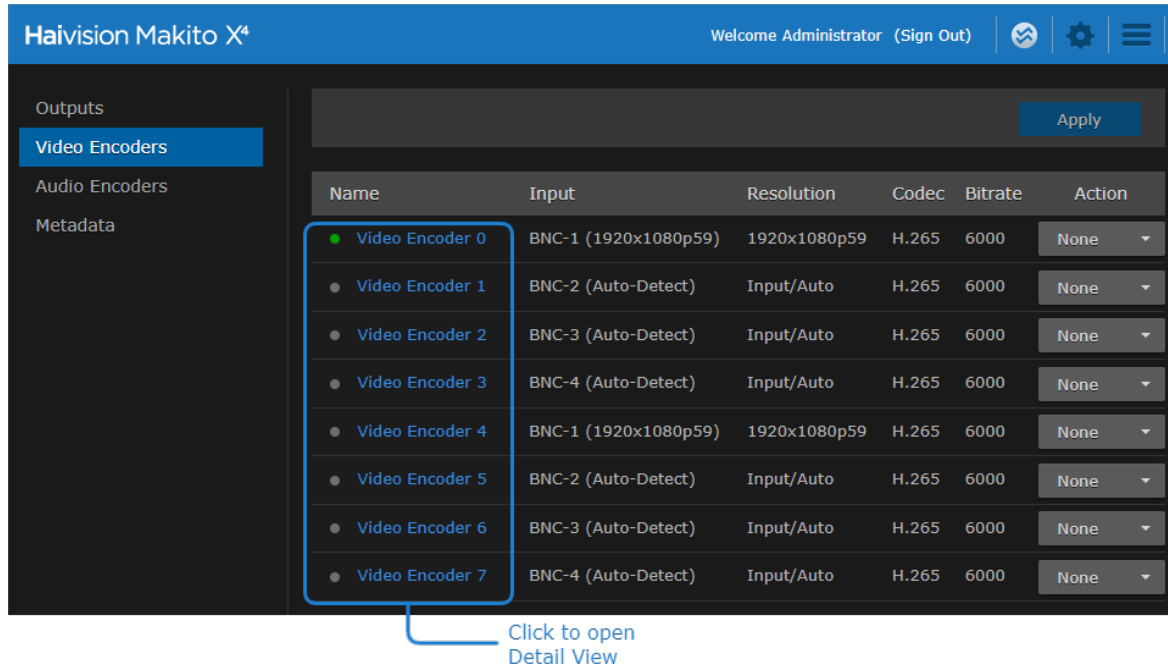 Haivision Makito X⁴ Welcome Administrator (Sign Out)
Outputs
Video Encoders
Audio Encoders
Metadata
Apply
Name Input Resolution Codec Bitrate Action
Video Encoder 0 BNC-1 (1920x1080p59) 1920x1080p59 H.265 6000 None
Video Encoder 1 BNC-2 (Auto-Detect) Input/Auto H.265 6000 None
Video Encoder 2 BNC-3 (Auto-Detect) Input/Auto H.265 6000 None
Video Encoder 3 BNC-4 (Auto-Detect) Input/Auto H.265 6000 None
Video Encoder 4 BNC-1 (1920x1080p59) 1920x1080p59 H.265 6000 None
Video Encoder 5 BNC-2 (Auto-Detect) Input/Auto H.265 6000 None
Video Encoder 6 BNC-3 (Auto-Detect) Input/Auto H.265 6000 None
Video Encoder 7 BNC-4 (Auto-Detect) Input/Auto H.265 6000 None
Click to open
Detail View